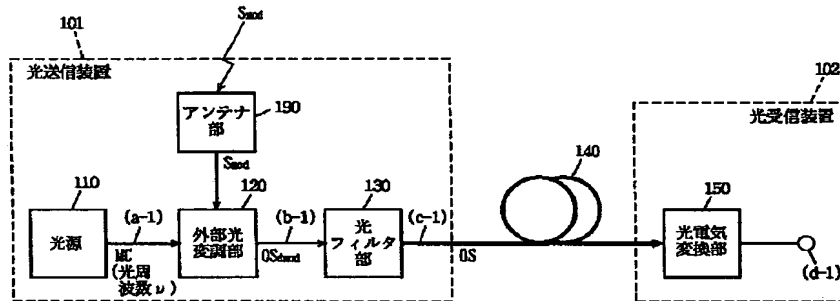 101
Smod
光送信装置
アンテナ
部
190
Smod
102
光受信装置
140
110
光源
(a-1)
MC
(光周
波数ν)
120
外部光
変調部
(b-1)
OSdmod
130
光
フィルタ
部
(c-1)
OS
150
光電気
変換部
(d-1)